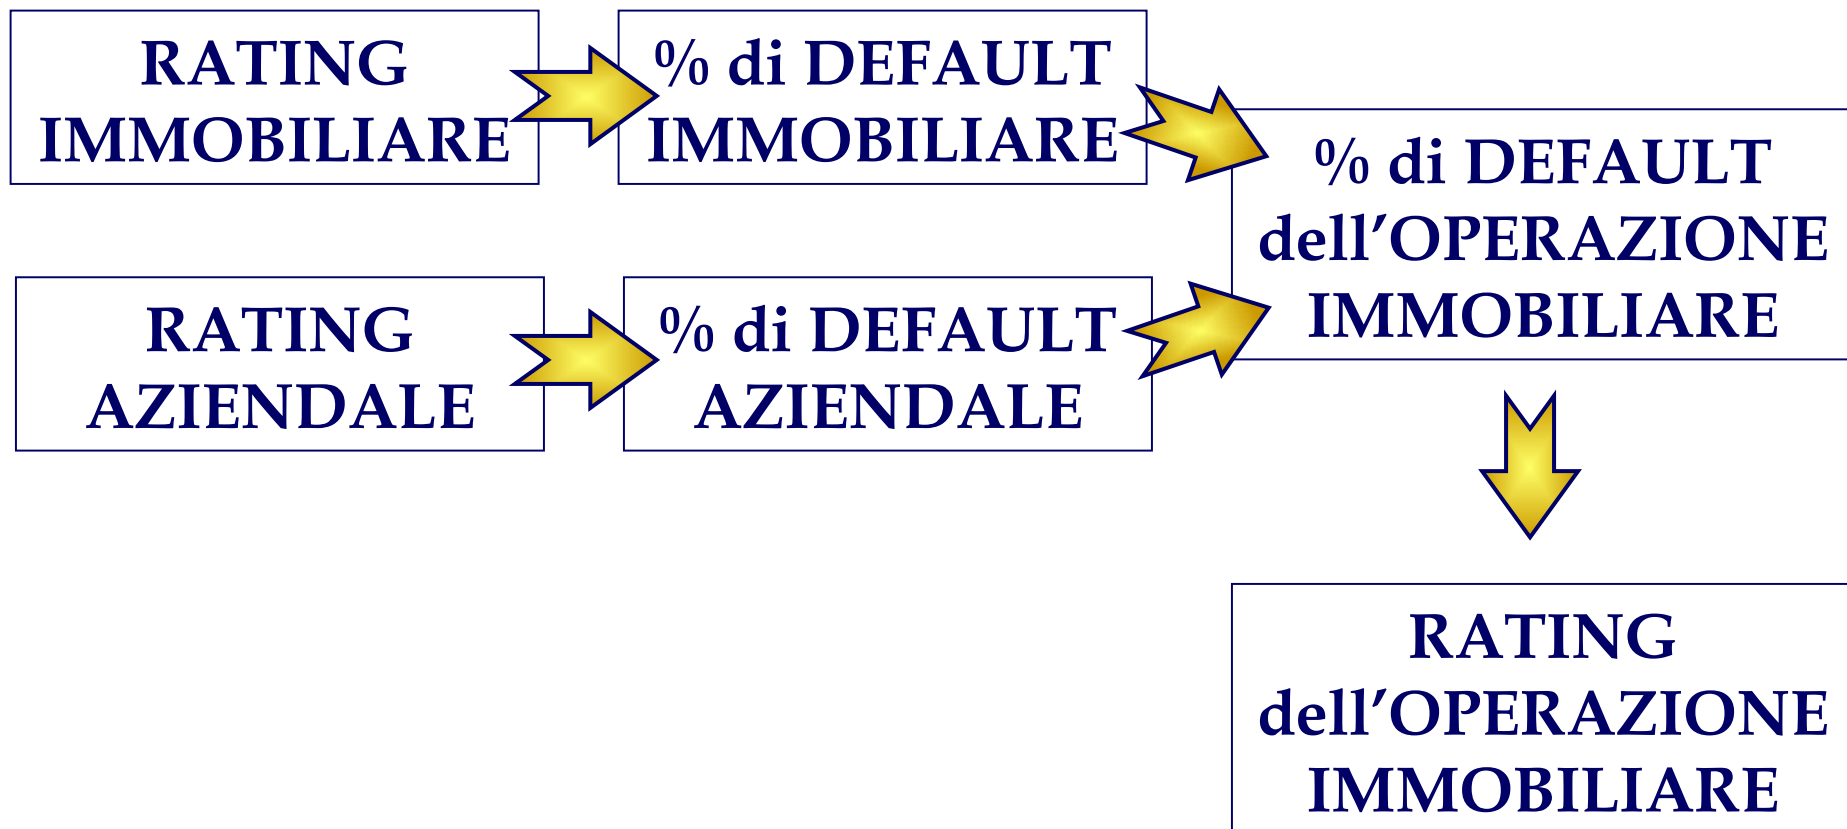 RATING
IMMOBILIARE
% di DEFAULT
IMMOBILIARE
RATING
AZIENDALE
% di DEFAULT
AZIENDALE
% di DEFAULT
dell’OPERAZIONE
IMMOBILIARE
RATING
dell’OPERAZIONE
IMMOBILIARE